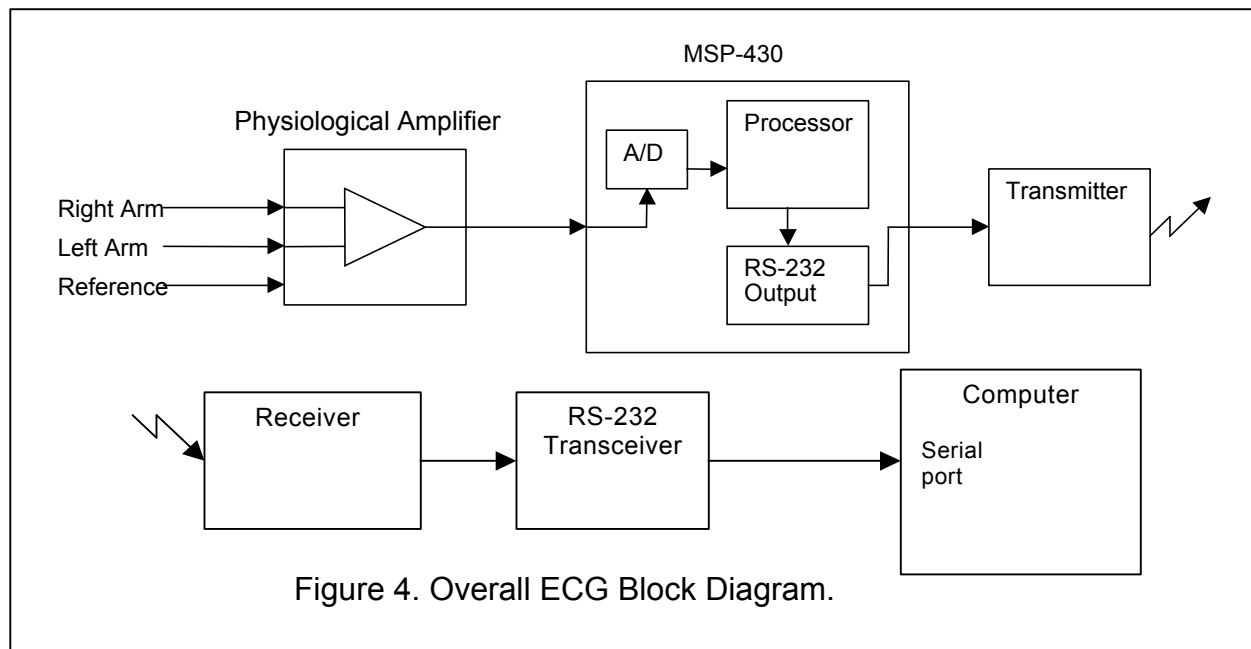 MSP-430
Physiological Amplifier
Processor
A/D
Right Arm
Left Arm
Reference
RS-232
Output
Transmitter
Receiver
RS-232
Transceiver
Computer
Serial
port
Figure 4. Overall ECG Block Diagram.